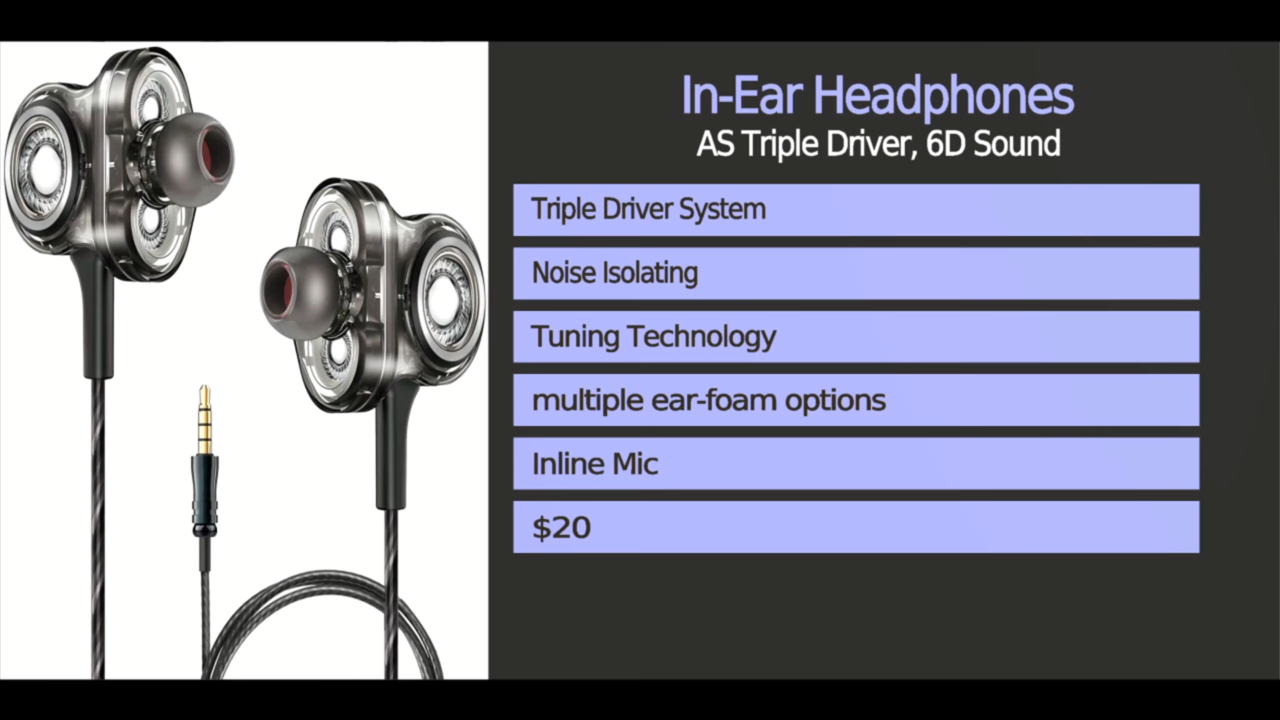 In-Ear Headphones
AS Triple Driver, 6D Sound
Triple Driver System
Noise Isolating
Tuning Technology
multiple ear-foam options
Inline Mic
$20